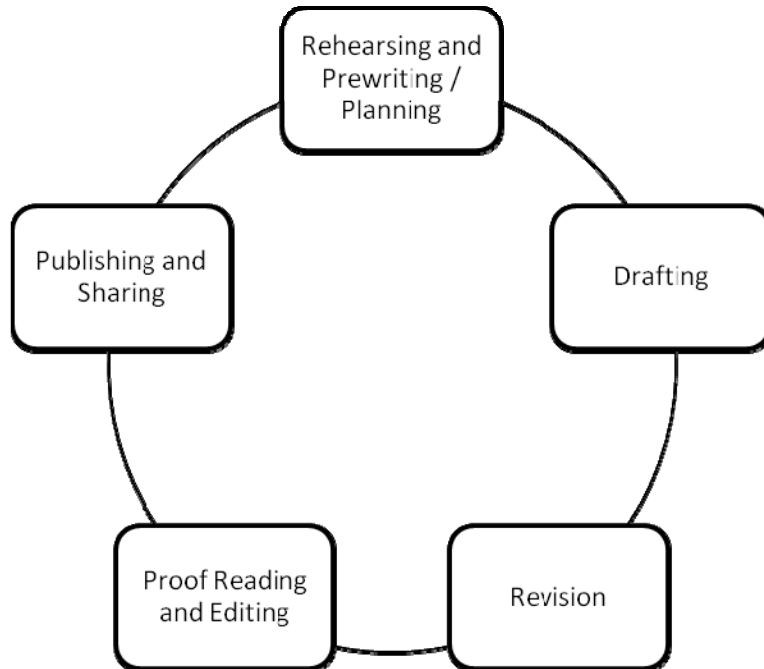 Rehearsing and
Prewriting /
Planning
Drafting
Revision
Proof Reading
and Editing
Publishing and
Sharing